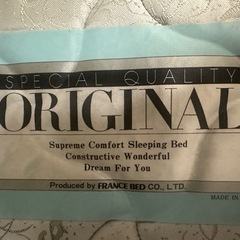 SPECIAL QUALITY
ORIGINAL
Supreme Comfort Sleeping Bed
Constructive Wonderful
Dream For You
Produced by FRANCE BED CO., LTD.
MADE IN